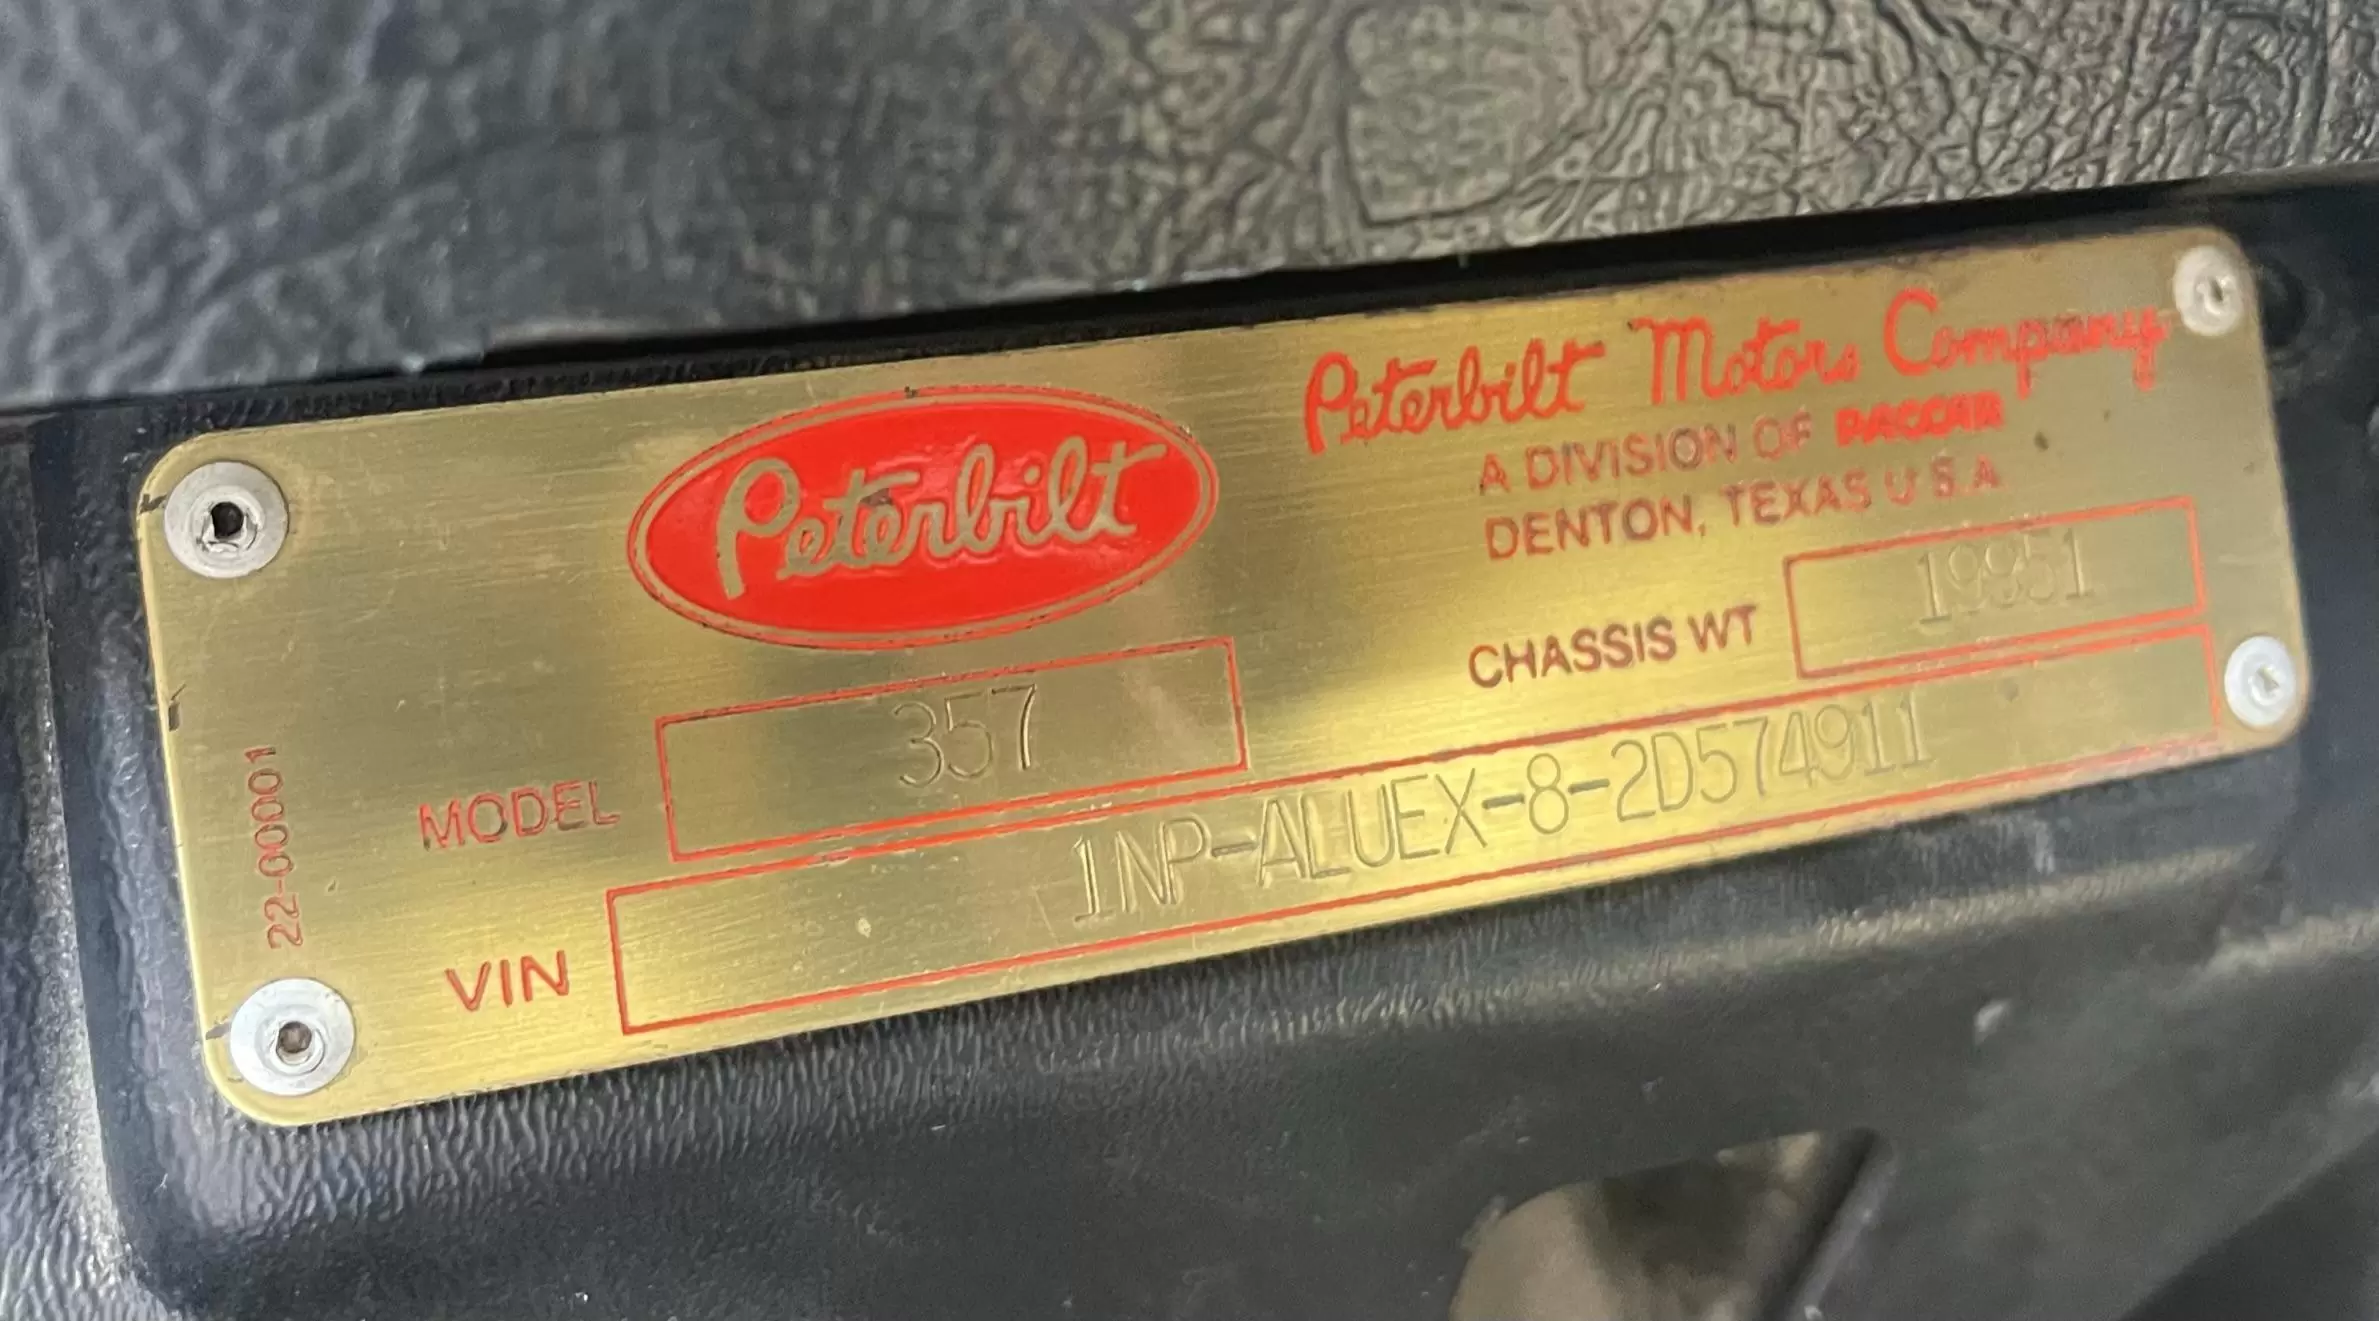 Peterbilt
Peterbilt Motors Company
A DIVISION OF PACCAR
DENTON, TEXAS U.S.A.
CHASSIS WT 19951
MODEL 357
VIN 1NP-ALUEX-8-2D574911
22-00001